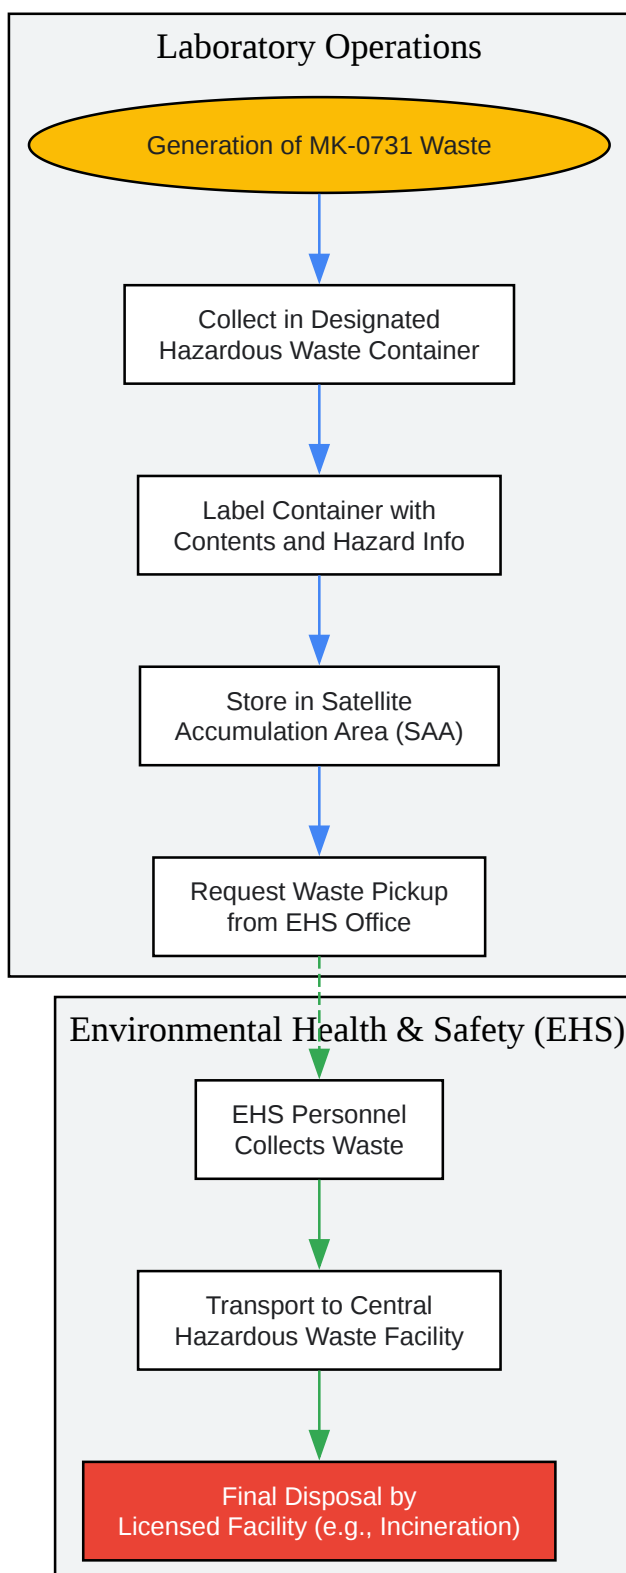 Laboratory Operations
Generation of MK-0731 Waste
Collect in Designated
Hazardous Waste Container
Label Container with
Contents and Hazard Info
Store in Satellite
Accumulation Area (SAA)
Request Waste Pickup
from EHS Office
Environmental Health & Safety (EHS)
EHS Personnel
Collects Waste
Transport to Central
Hazardous Waste Facility
Final Disposal by
Licensed Facility (e.g., Incineration)